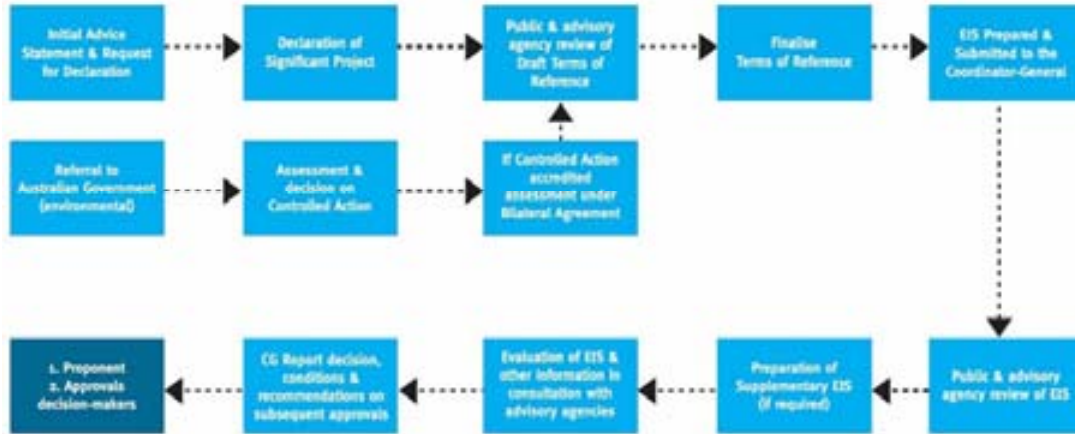 Initial Advice
Statement & Request
for Declaration
Declaration of
Significant Project
Public & advisory
agency review of
Draft Terms of
Reference
Finalise
Terms of Reference
EIS Prepared &
Submitted to the
Coordinator-General
Referral to
Australian Government
(environmental)
Assessment &
decision on
Controlled Action
If Controlled Action
accredited
assessment under
Bilateral Agreement
1. Proponent
2. Approvals
decision-makers
CG Report decision,
conditions &
recommendations on
subsequent approvals
Evaluation of EIS &
other information in
consultation with
advisory agencies
Preparation of
Supplementary EIS
(if required)
Public & advisory
agency review of EIS